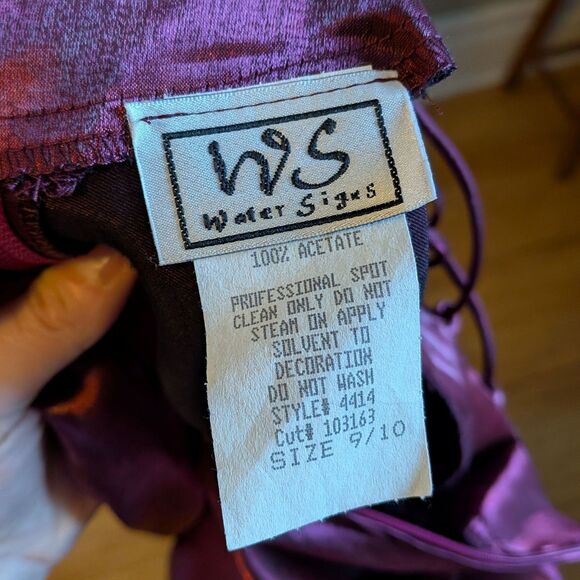 WS
Water Signs
100% ACETATE
PROFESSIONAL SPOT
CLEAN ONLY DO NOT
STEAM ON APPLY
SOLVENT TO
DECORATION
DO NOT WASH
STYLE# 4414
Cut# 103163
SIZE 9/10